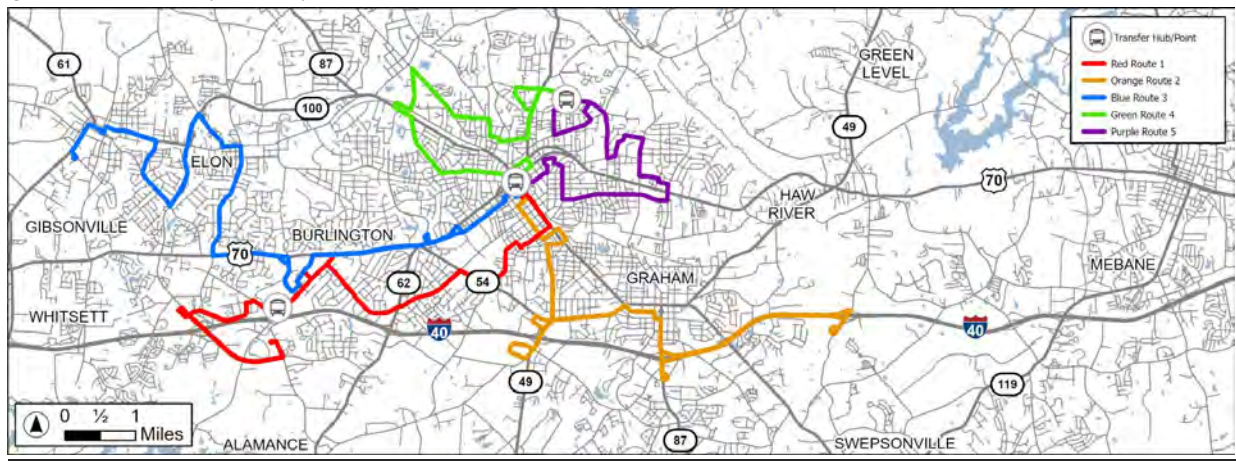 61
87
100
GREEN
LEVEL
49
Transfer Hub/Point
Red Route 1
Orange Route 2
Blue Route 3
Green Route 4
Purple Route 5
ELON
70
GIBSONVILLE
BURLINGTON
70
HAW
RIVER
MEBANE
GRAHAM
62
54
WHITSETT
40
40
49
87
119
0 ½ 1
Miles
ALAMANCE
SWEPSONVILLE